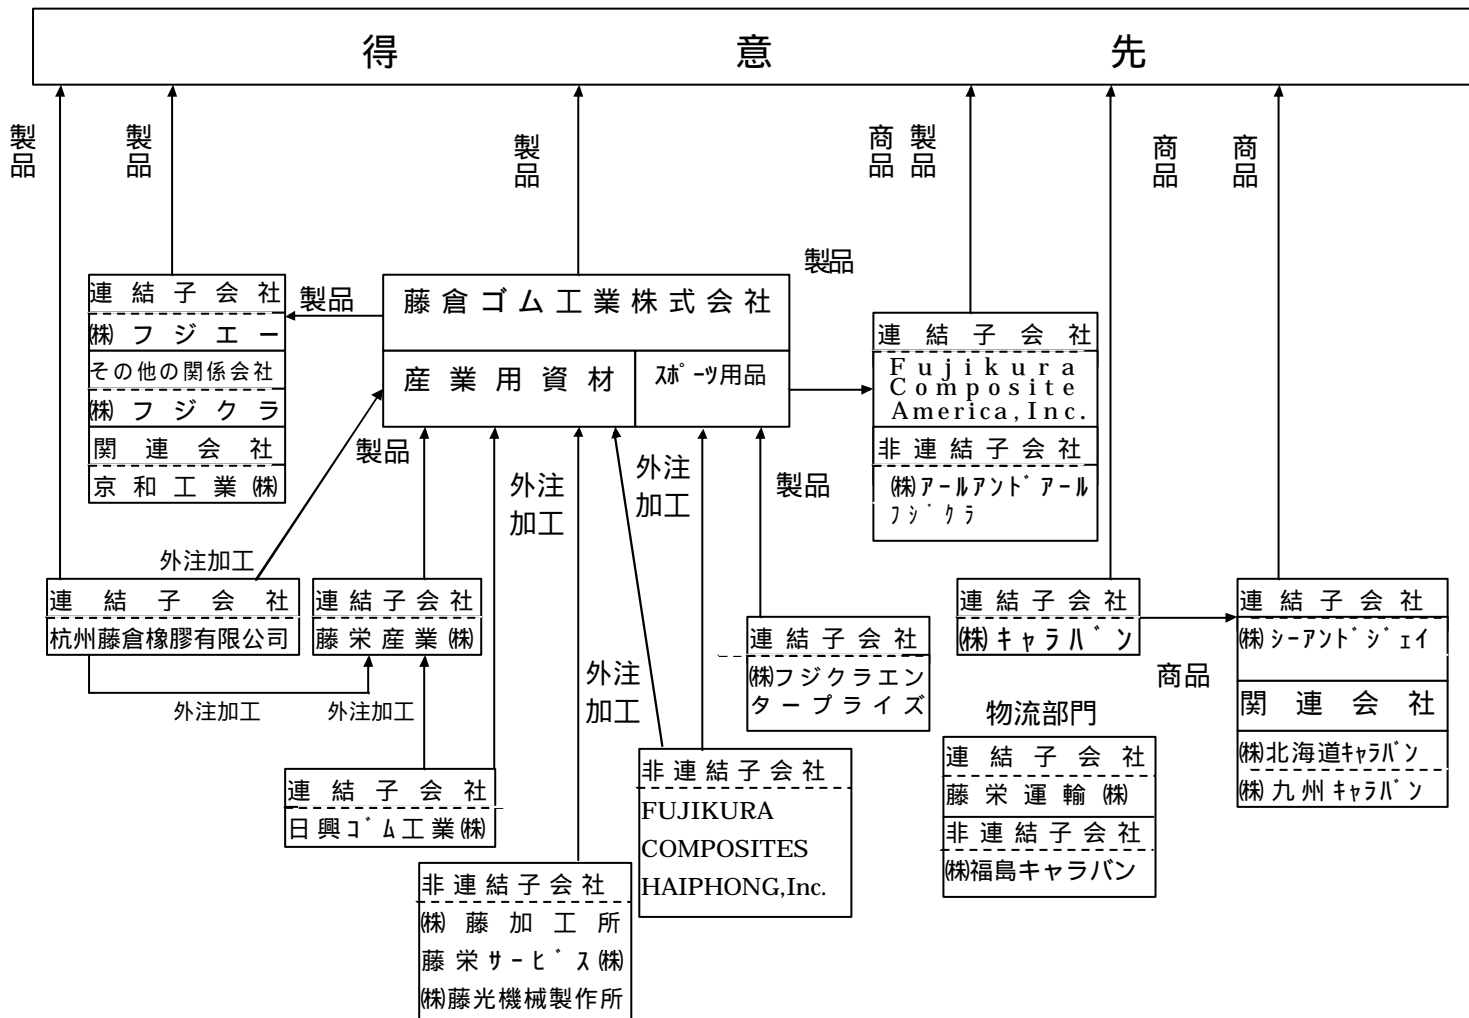 得意先
製品
製品
製品
商品 製品
商品
商品
連結子会社
㈱フジエー
その他の関係会社
㈱フジクラ
関連会社
京和工業㈱
製品
藤倉ゴム工業株式会社
産業用資材
ｽﾎﾟｰﾂ用品
製品
連結子会社
Fujikura
Composite
America,Inc.
非連結子会社
㈱アールアンドアール
フジクラ
製品
外注
加工
外注
加工
製品
外注加工
連結子会社
杭州藤倉橡膠有限公司
連結子会社
藤栄産業㈱
外注加工
外注加工
外注
加工
連結子会社
㈱フジクラエン
タープライズ
連結子会社
㈱キャラバン
商品
連結子会社
㈱シーアンドジェイ
関連会社
㈱北海道ｷｬﾗﾊﾞﾝ
㈱九州ｷｬﾗﾊﾞﾝ
物流部門
連結子会社
藤栄運輸㈱
非連結子会社
㈱福島キャラバン
連結子会社
日興ｺﾞﾑ工業㈱
非連結子会社
FUJIKURA
COMPOSITES
HAIPHONG,Inc.
非連結子会社
㈱藤加工所
藤栄サービス㈱
㈱藤光機械製作所